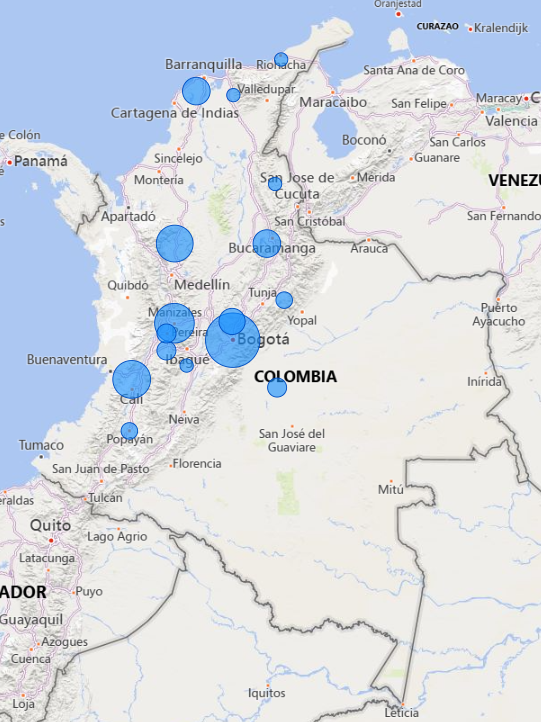 Oranjestad
CURAZAO
Kralendijk
Riohacha
Barranquilla
Santa Ana de Coro
Valledupar
Maracaibo
San Felipe
Maracay
C
Cartagena de Indias
Valencia
Colón
Boconó
San Carlos
Panamá
Sincelejo
Guanare
Montería
San Jose de
Cucuta
Mérida
VENEZU
Apartadó
San Cristóbal
San Fernando
Bucaramanga
Arauca
Quibdó
Medellín
Tunja
Puerto
Ayacucho
Manizales
Yopal
Pereira
Bogotá
Buenaventura
Ibagué
COLOMBIA
Inírida
Cali
Neiva
Popayán
San José del
Guaviare
Tumaco
San Juan de Pasto
Florencia
Mitú
eraldas
Tulcán
Quito
Lago Agrio
Latacunga
ADOR
Puyo
Guayaquil
Azogues
Cuenca
Iquitos
Loja
Leticia